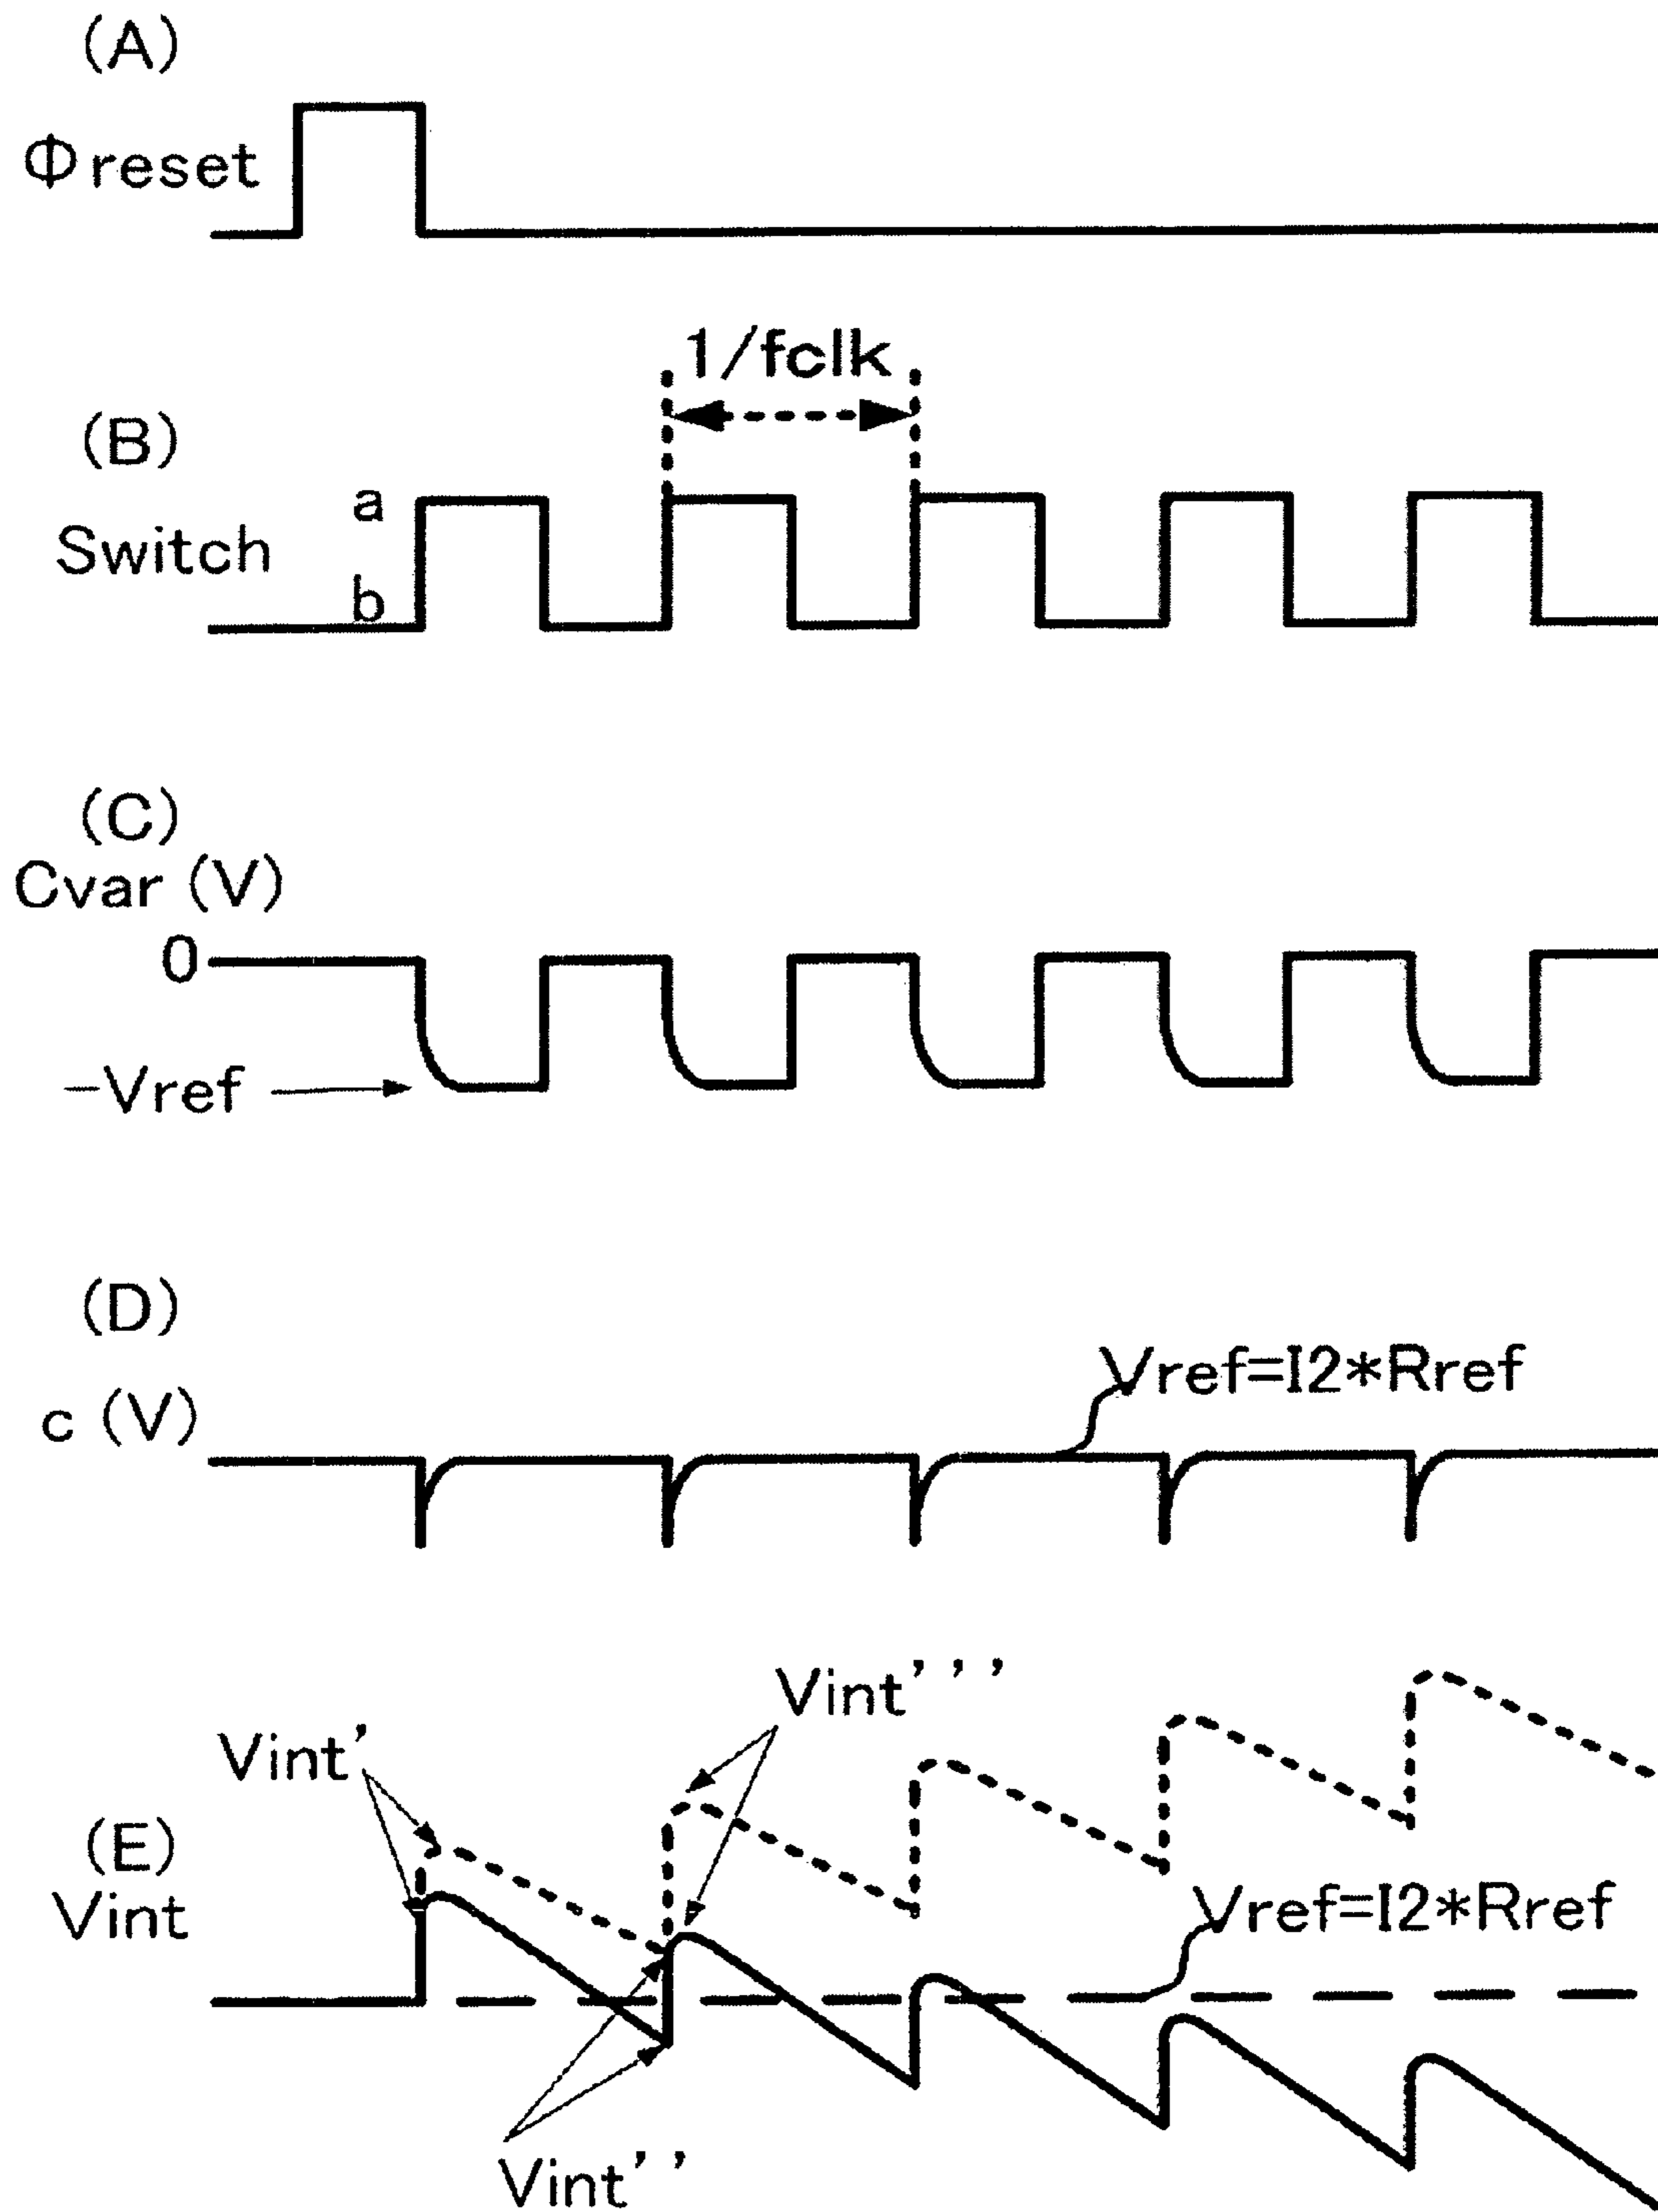 (A)
Φreset
1/fclk
(B)
a
Switch
b
(C)
Cvar (V)
0
-Vref
(D)
Vref=I2*Rref
c (V)
Vint'''
Vint'
(E)
Vint
Vref=I2*Rref
Vint''